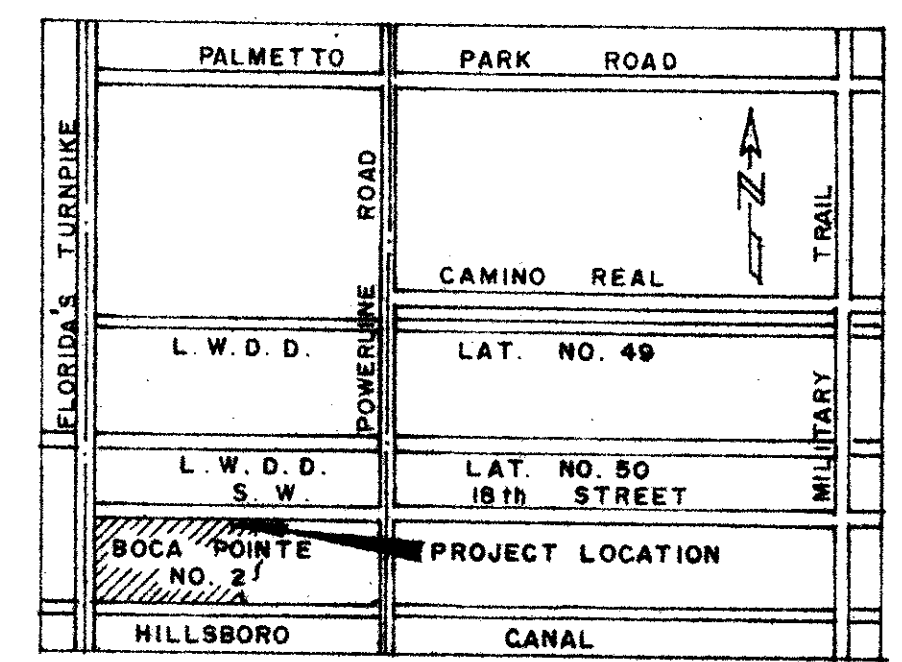 PALMETTO PARK ROAD
FLORIDA'S TURNPIKE
POWERLINE ROAD
N
MILITARY TRAIL
CAMINO REAL
L. W. D. D. LAT. NO. 49
L. W. D. D. LAT. NO. 50
S. W. 18th STREET
BOCA POINTE
NO. 2
PROJECT LOCATION
HILLSBORO CANAL